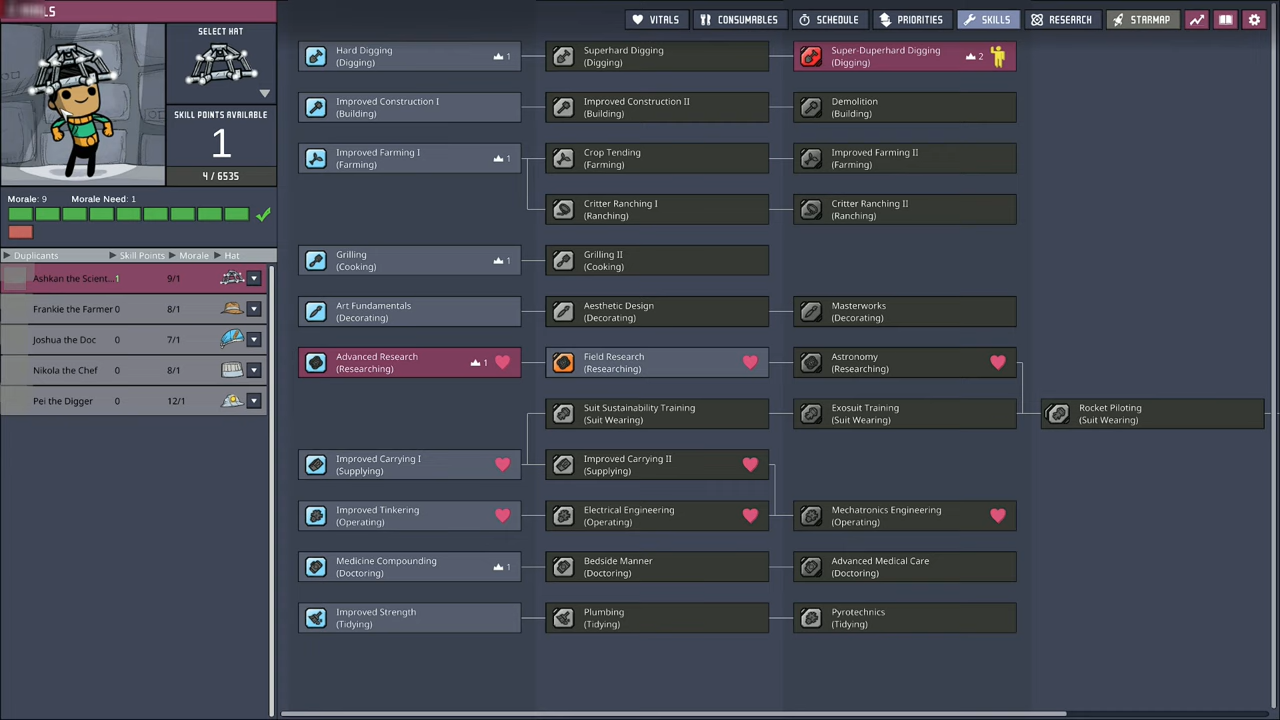 LS
VITALS
CONSUMABLES
SCHEDULE
PRIORITIES
SKILLS
RESEARCH
STARMAP
SELECT HAT
SKILL POINTS AVAILABLE
1
4 / 6535
Morale: 9
Morale Need: 1
Duplicants
Skill Points
Morale
Hat
Ashkan the Scient... 1 9/1
Frankie the Farmer 0 8/1
Joshua the Doc 0 7/1
Nikola the Chef 0 8/1
Pei the Digger 0 12/1
Hard Digging
(Digging)
1
Superhard Digging
(Digging)
Super-Duperhard Digging
(Digging)
2
Improved Construction I
(Building)
Improved Construction II
(Building)
Demolition
(Building)
Improved Farming I
(Farming)
1
Crop Tending
(Farming)
Improved Farming II
(Farming)
Critter Ranching I
(Ranching)
Critter Ranching II
(Ranching)
Grilling
(Cooking)
1
Grilling II
(Cooking)
Art Fundamentals
(Decorating)
Aesthetic Design
(Decorating)
Masterworks
(Decorating)
Advanced Research
(Researching)
1
Field Research
(Researching)
Astronomy
(Researching)
Suit Sustainability Training
(Suit Wearing)
Exosuit Training
(Suit Wearing)
Rocket Piloting
(Suit Wearing)
Improved Carrying I
(Supplying)
Improved Carrying II
(Supplying)
Improved Tinkering
(Operating)
Electrical Engineering
(Operating)
Mechatronics Engineering
(Operating)
Medicine Compounding
(Doctoring)
1
Bedside Manner
(Doctoring)
Advanced Medical Care
(Doctoring)
Improved Strength
(Tidying)
Plumbing
(Tidying)
Pyrotechnics
(Tidying)